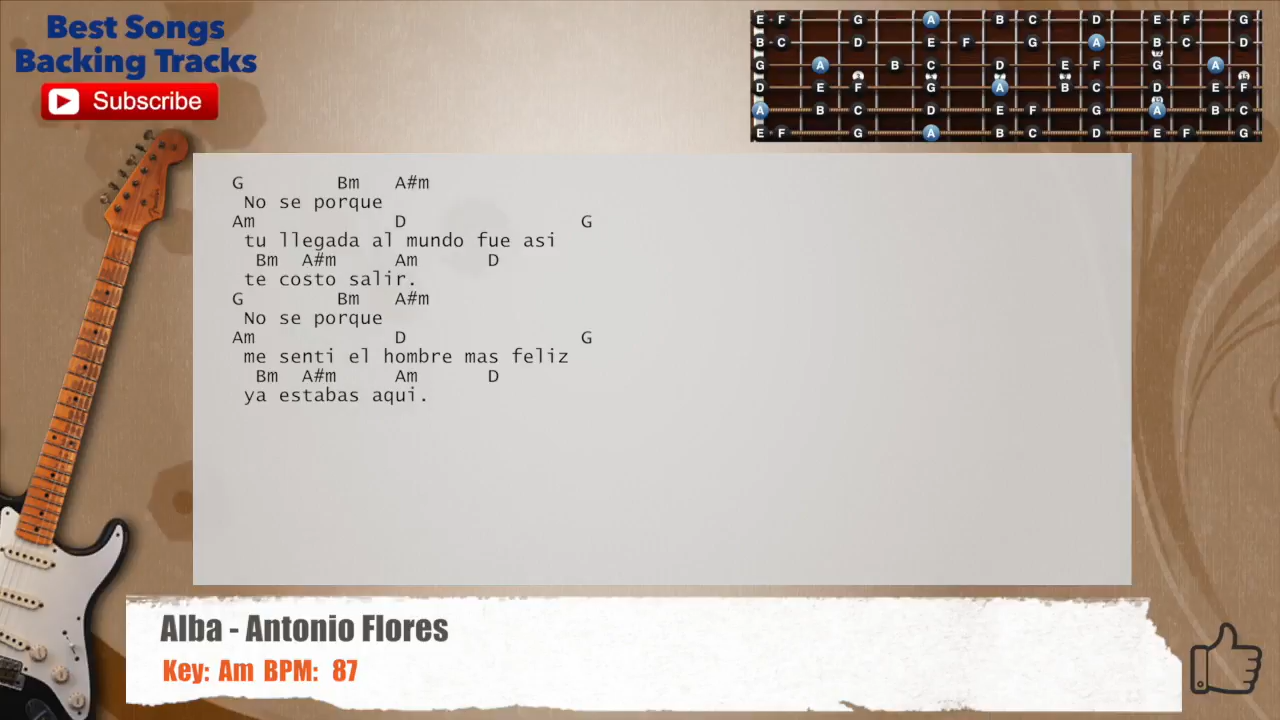 Best Songs
Backing Tracks
Subscribe
E F G A B C D E F G
B C D E F G A B C D
G A B C D E F G A
D E F G A B C D E F
A B C D E F G A B C
E F G A B C D E F G
G Bm A#m
No se porque
Am D G
tu llegada al mundo fue asi
Bm A#m Am D
te costo salir.
G Bm A#m
No se porque
Am D G
me senti el hombre mas feliz
Bm A#m Am D
ya estabas aqui.
Alba - Antonio Flores
Key: Am BPM: 87